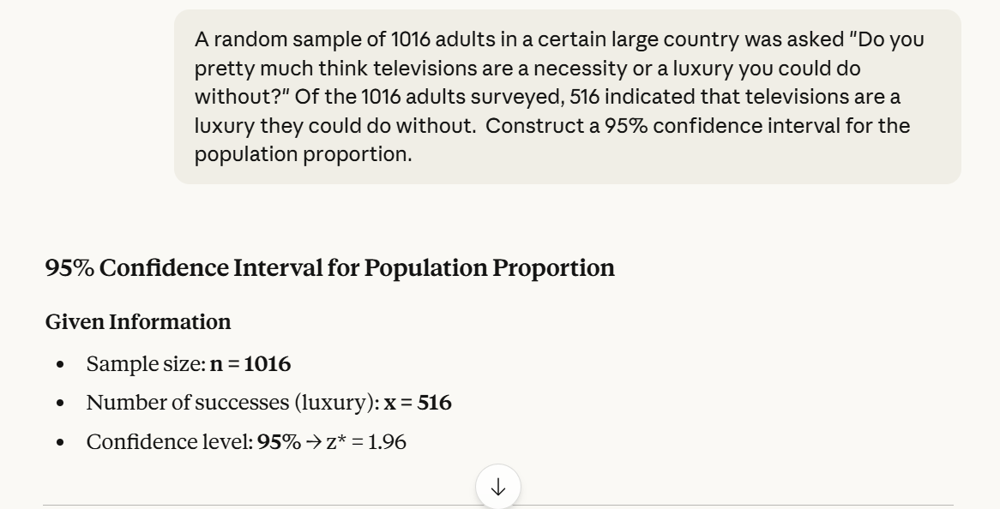 A random sample of 1016 adults in a certain large country was asked "Do you
pretty much think televisions are a necessity or a luxury you could do
without?" Of the 1016 adults surveyed, 516 indicated that televisions are a
luxury they could do without.  Construct a 95% confidence interval for the
population proportion.
95% Confidence Interval for Population Proportion
Given Information
• Sample size: n = 1016
• Number of successes (luxury): x = 516
• Confidence level: 95% → z* = 1.96